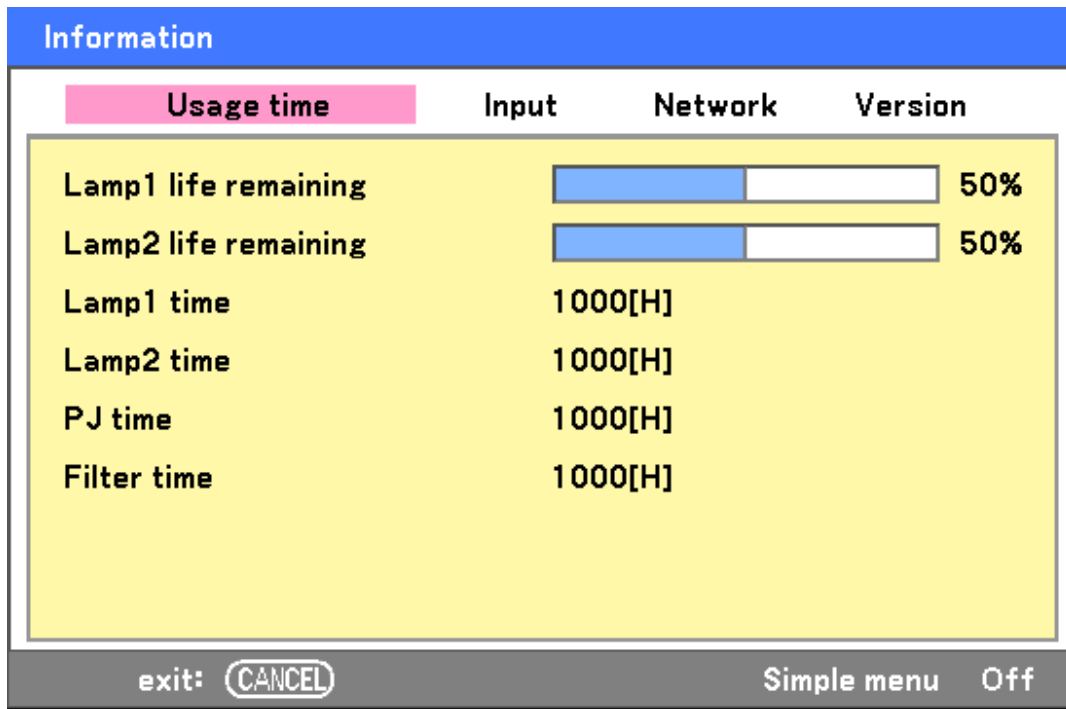 Information
Usage time Input Network Version
Lamp1 life remaining 50%
Lamp2 life remaining 50%
Lamp1 time 1000[H]
Lamp2 time 1000[H]
PJ time 1000[H]
Filter time 1000[H]
exit: CANCEL Simple menu Off